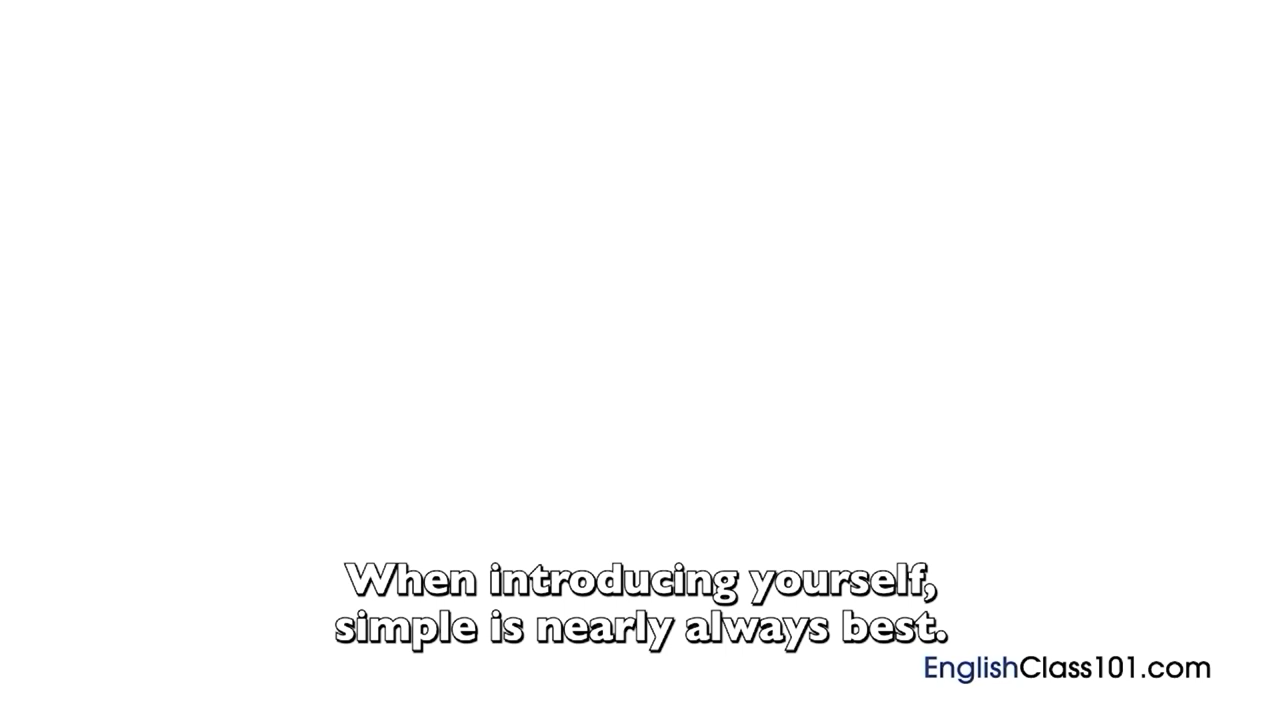 When introducing yourself,
simple is nearly always best.
EnglishClass101.com